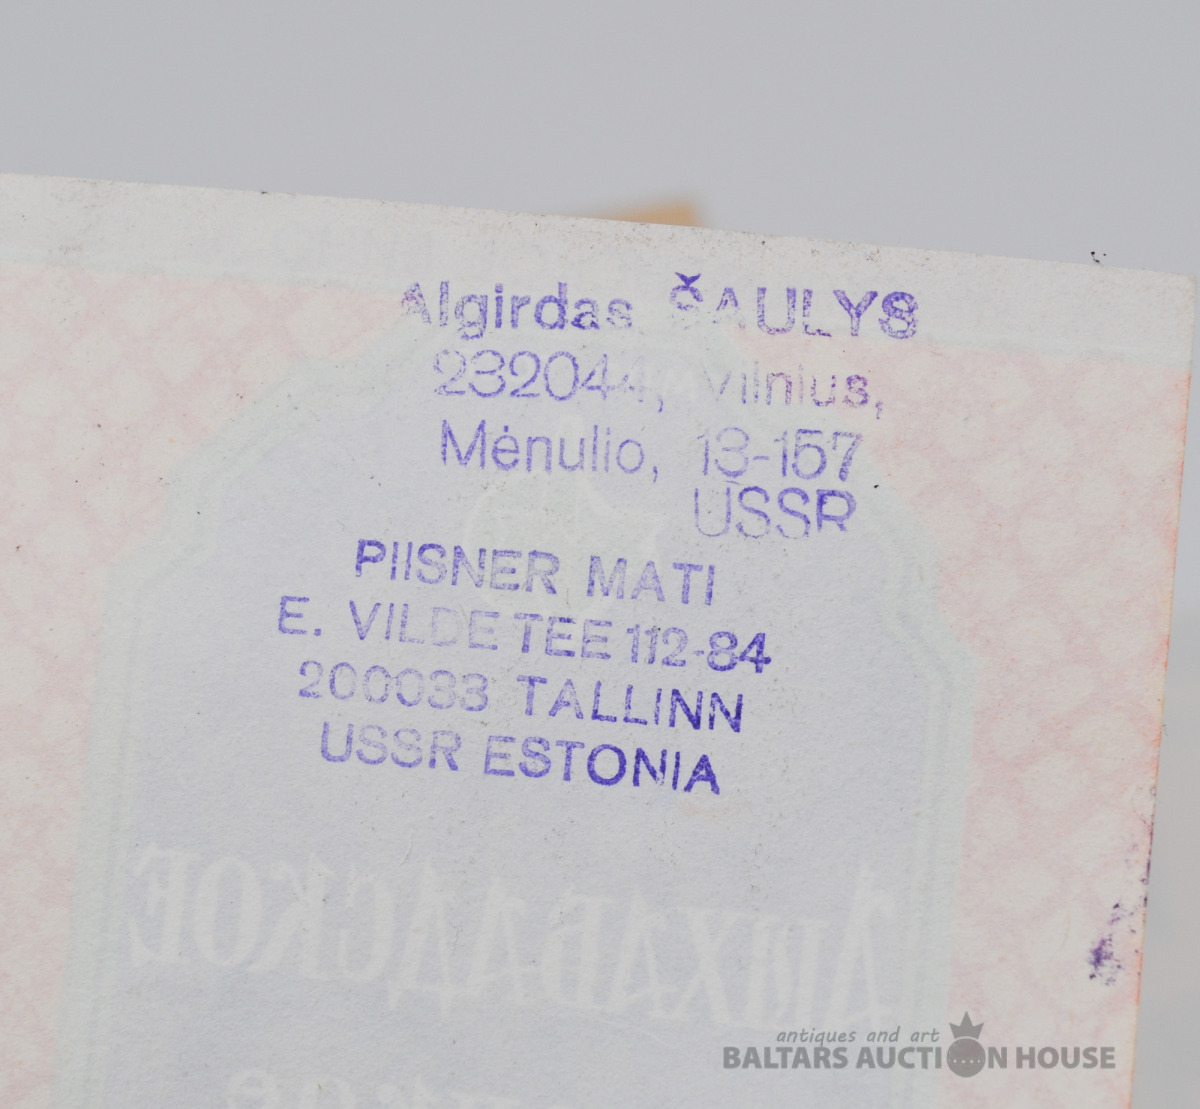 Algirdas ŠAULYS
232044, Vilnius,
Mėnulio, 13-157
USSR
PIISNER MATI
E. VILDE TEE 112-84
200033 TALLINN
USSR ESTONIA
antiques and art
BALTARS AUCTION HOUSE